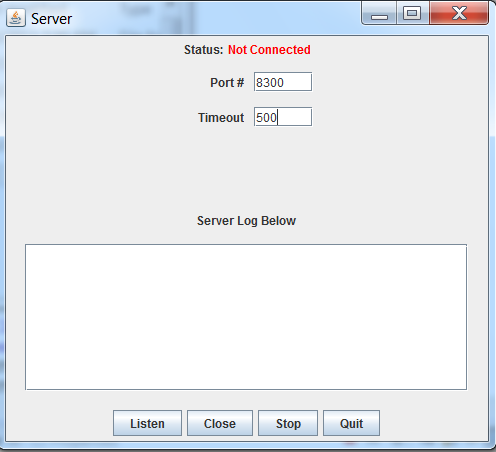 Server
Status: Not Connected
Port # 8300
Timeout 500
Server Log Below
Listen Close Stop Quit